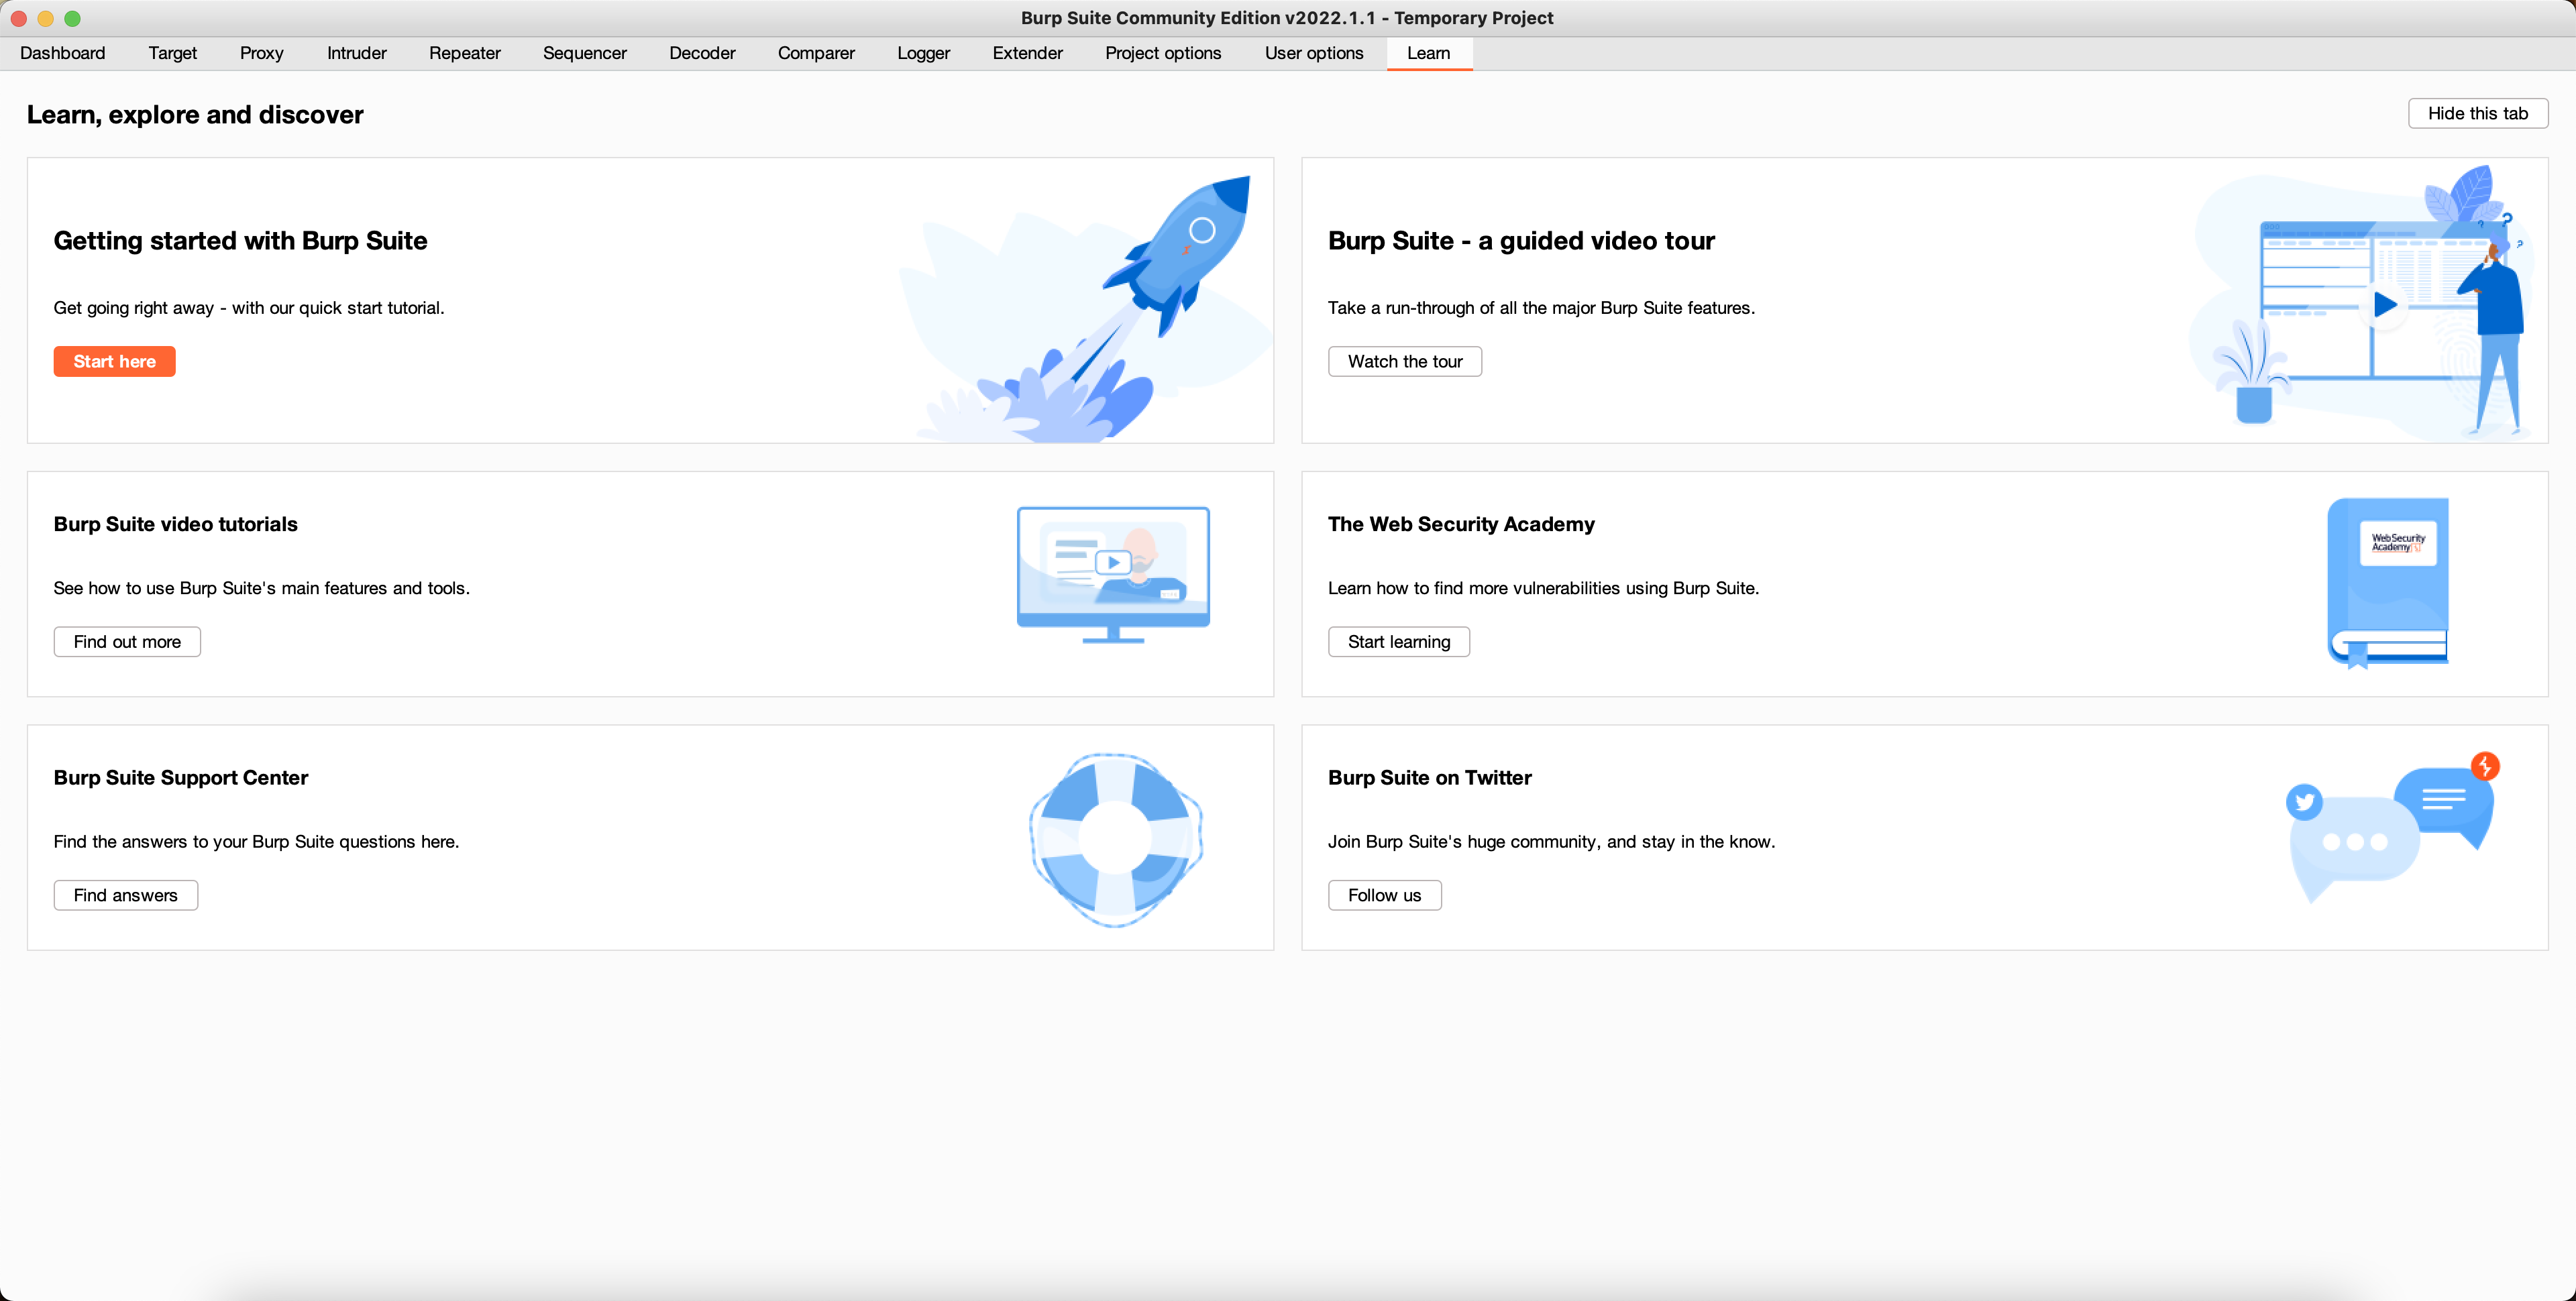 Burp Suite Community Edition v2022.1.1 - Temporary Project
Dashboard Target Proxy Intruder Repeater Sequencer Decoder Comparer Logger Extender Project options User options Learn
Learn, explore and discover
Hide this tab
Getting started with Burp Suite
Get going right away - with our quick start tutorial.
Start here
Burp Suite - a guided video tour
Take a run-through of all the major Burp Suite features.
Watch the tour
? ? ?
Burp Suite video tutorials
See how to use Burp Suite's main features and tools.
Find out more
The Web Security Academy
Learn how to find more vulnerabilities using Burp Suite.
Start learning
WebSecurity
Academy
Burp Suite Support Center
Find the answers to your Burp Suite questions here.
Find answers
Burp Suite on Twitter
Join Burp Suite's huge community, and stay in the know.
Follow us